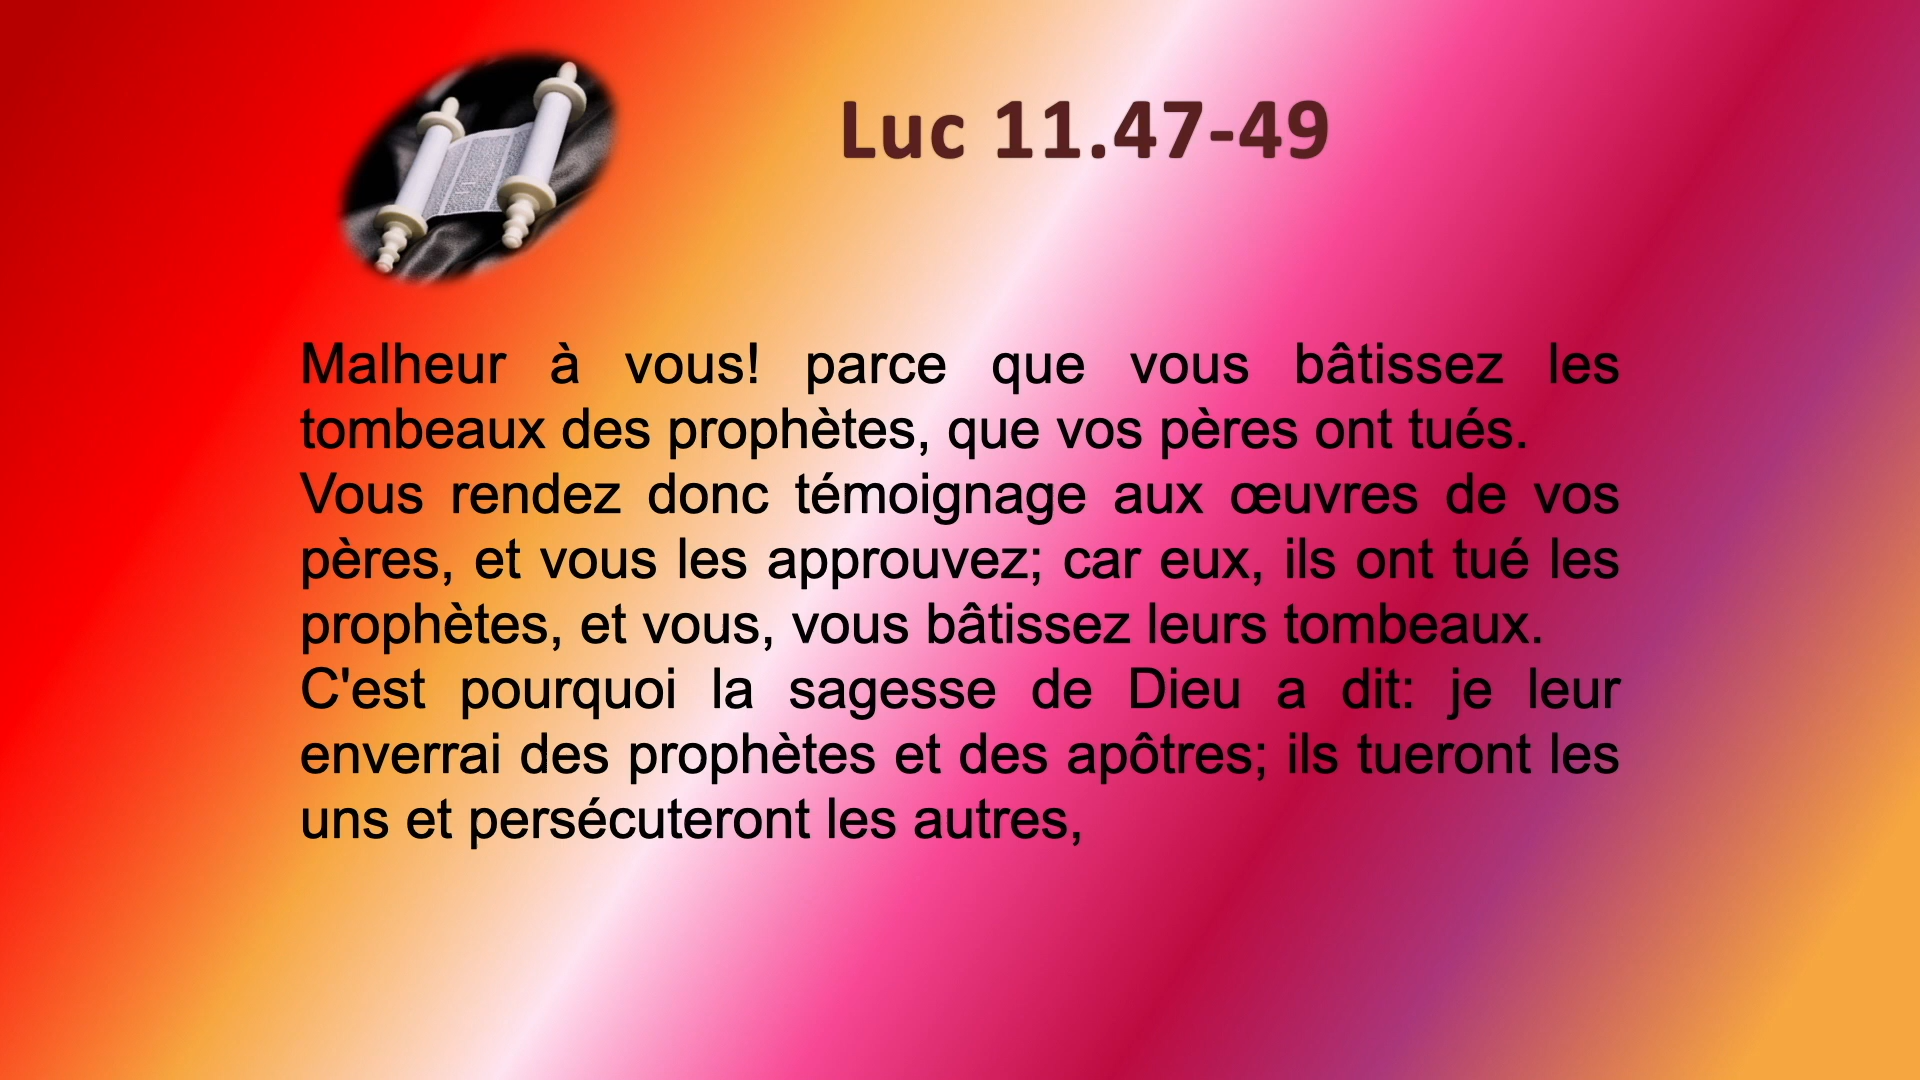 Luc 11.47-49
Malheur à vous! parce que vous bâtissez les
tombeaux des prophètes, que vos pères ont tués.
Vous rendez donc témoignage aux œuvres de vos
pères, et vous les approuvez; car eux, ils ont tué les
prophètes, et vous, vous bâtissez leurs tombeaux.
C'est pourquoi la sagesse de Dieu a dit: je leur
enverrai des prophètes et des apôtres; ils tueront les
uns et persécuteront les autres,